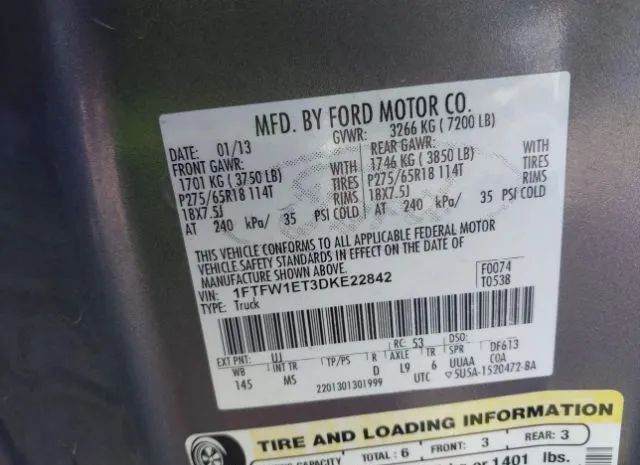 MFD. BY FORD MOTOR CO.
DATE: 01/13 GVWR: 3266 KG ( 7200 LB)
FRONT GAWR: REAR GAWR:
1701 KG ( 3750 LB) WITH 1746 KG ( 3850 LB) WITH
P275/65R18 114T TIRES P275/65R18 114T TIRES
18X7.5J RIMS 18X7.5J RIMS
AT 240 kPa/ 35 PSI COLD AT 240 kPa/ 35 PSI COLD
THIS VEHICLE CONFORMS TO ALL APPLICABLE FEDERAL MOTOR
VEHICLE SAFETY STANDARDS IN EFFECT ON THE DATE OF
MANUFACTURE SHOWN ABOVE.
VIN: 1FTFW1ET3DKE22842 F0074
TYPE: Truck T0538
EXT PNT: UJ RC: 53 DSO:
WB INT TR TP/PS R AXLE TR SPR DF6T3
145 MS D L9 6 UUAA COA
2201301301999 UTC 5U5A-1520472-BA
TIRE AND LOADING INFORMATION
CAPACITY TOTAL: 6 FRONT: 3 REAR: 3
1401 lbs.